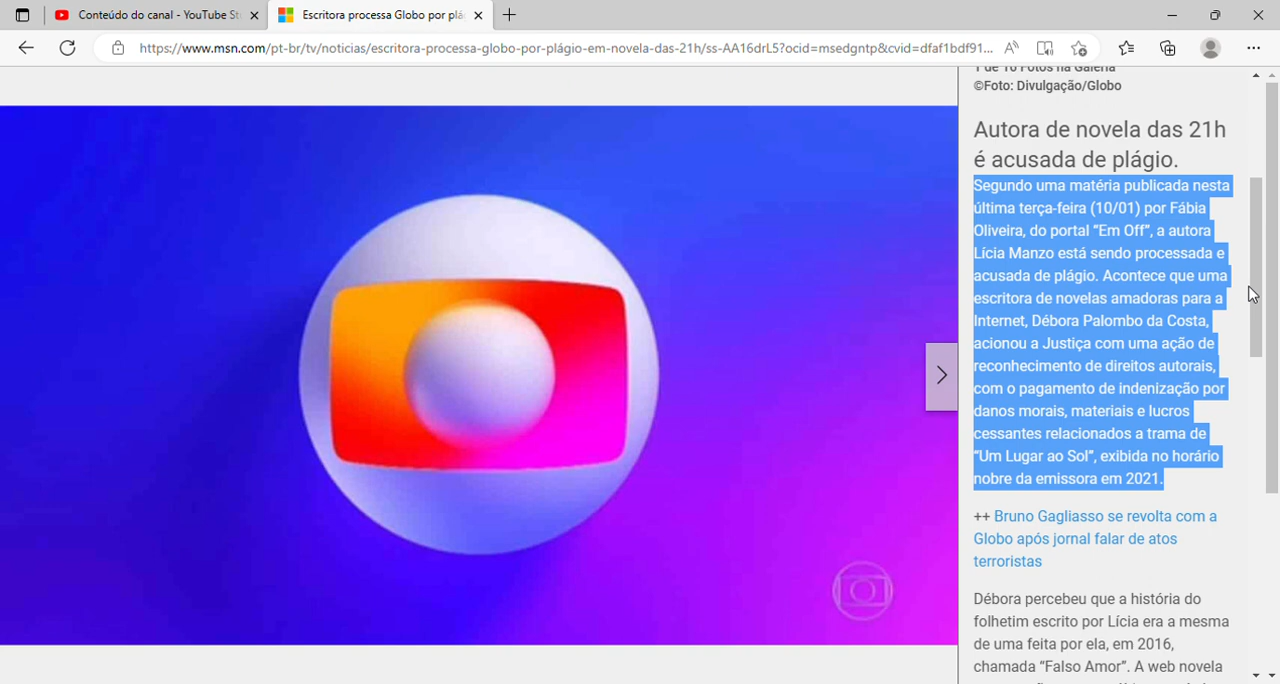 Conteúdo do canal - YouTube St
Escritora processa Globo por plá
https://www.msn.com/pt-br/tv/noticias/escritora-processa-globo-por-plágio-em-novela-das-21h/ss-AA16drL5?ocid=msedgntp&cvid=dfaf1bdf91...
1 de 16 Fotos na Galeria
©Foto: Divulgação/Globo
Autora de novela das 21h
é acusada de plágio.
Segundo uma matéria publicada nesta
última terça-feira (10/01) por Fábia
Oliveira, do portal “Em Off”, a autora
Lícia Manzo está sendo processada e
acusada de plágio. Acontece que uma
escritora de novelas amadoras para a
Internet, Débora Palombo da Costa,
acionou a Justiça com uma ação de
reconhecimento de direitos autorais,
com o pagamento de indenização por
danos morais, materiais e lucros
cessantes relacionados a trama de
“Um Lugar ao Sol”, exibida no horário
nobre da emissora em 2021.
++ Bruno Gagliasso se revolta com a
Globo após jornal falar de atos
terroristas
Débora percebeu que a história do
folhetim escrito por Lícia era a mesma
de uma feita por ela, em 2016,
chamada “Falso Amor”. A web novela